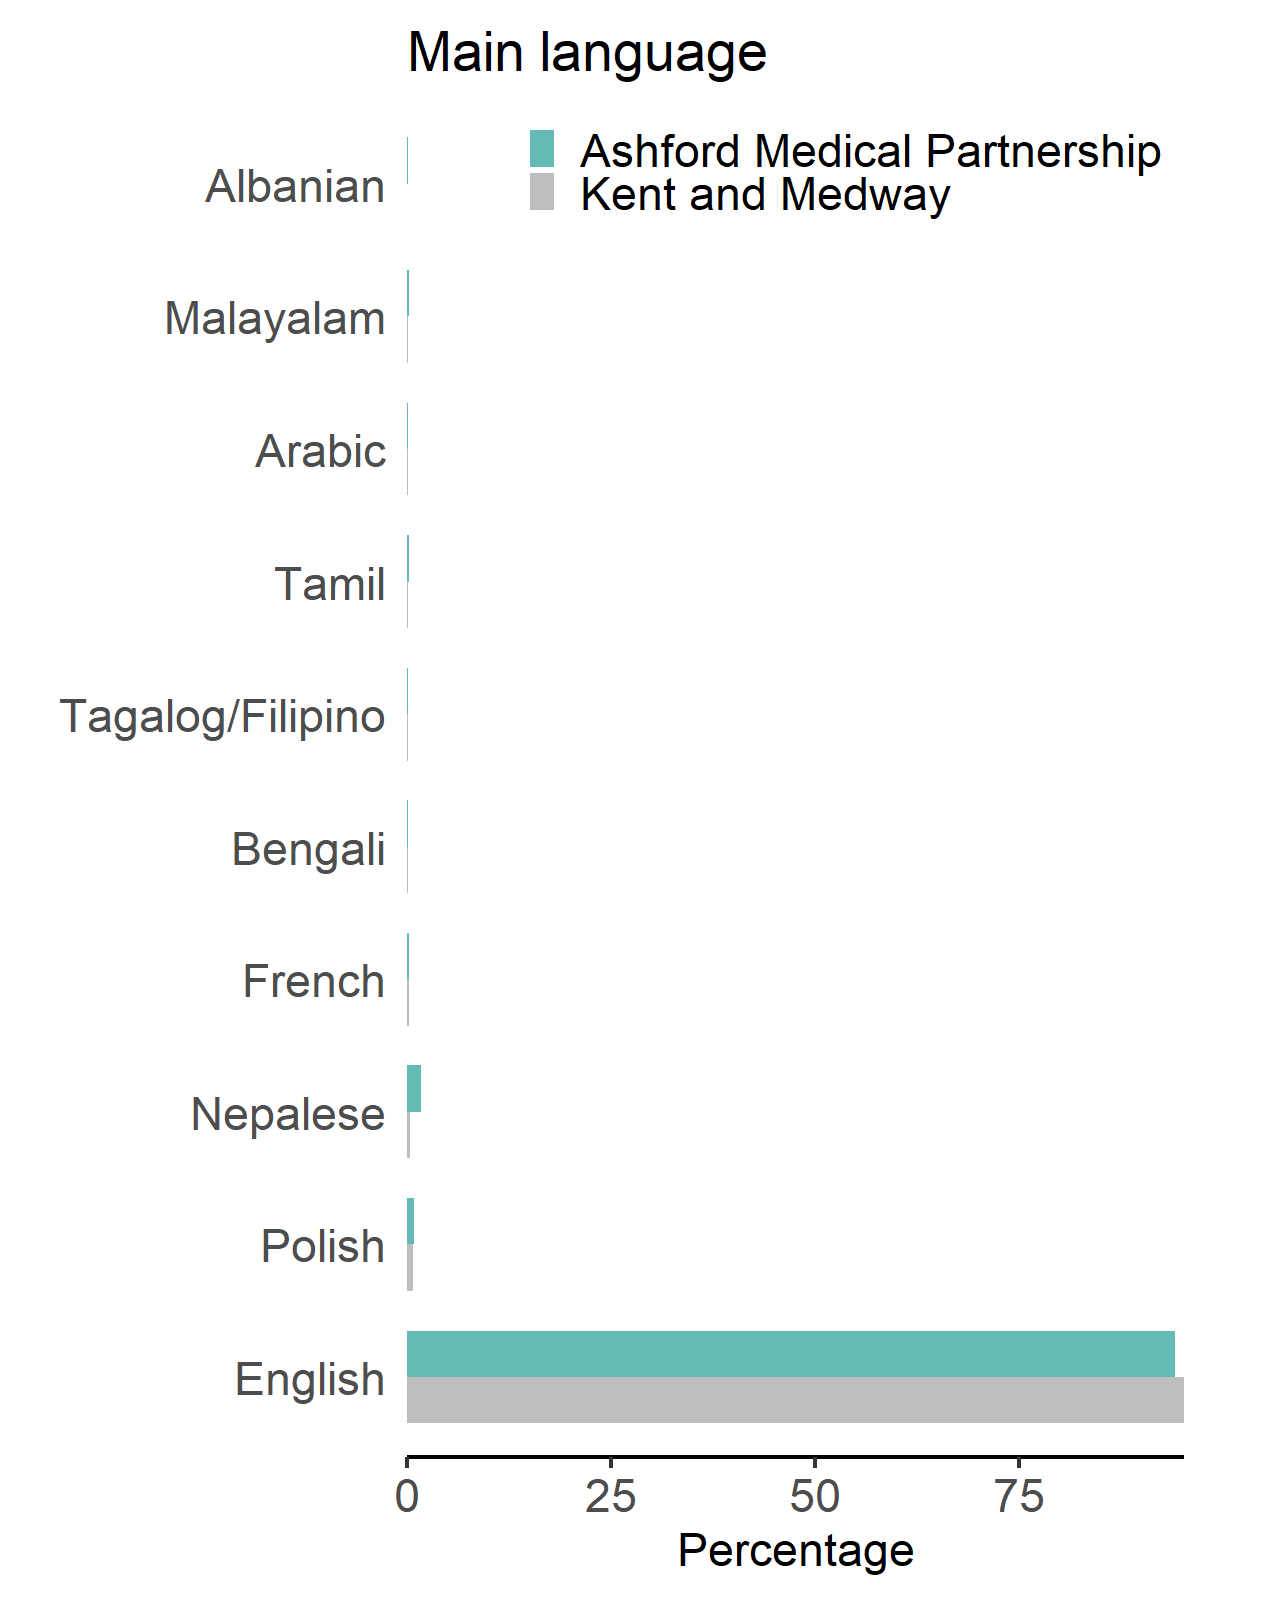 Main language
Ashford Medical Partnership
Kent and Medway
Albanian
Malayalam
Arabic
Tamil
Tagalog/Filipino
Bengali
French
Nepalese
Polish
English
0 25 50 75
Percentage